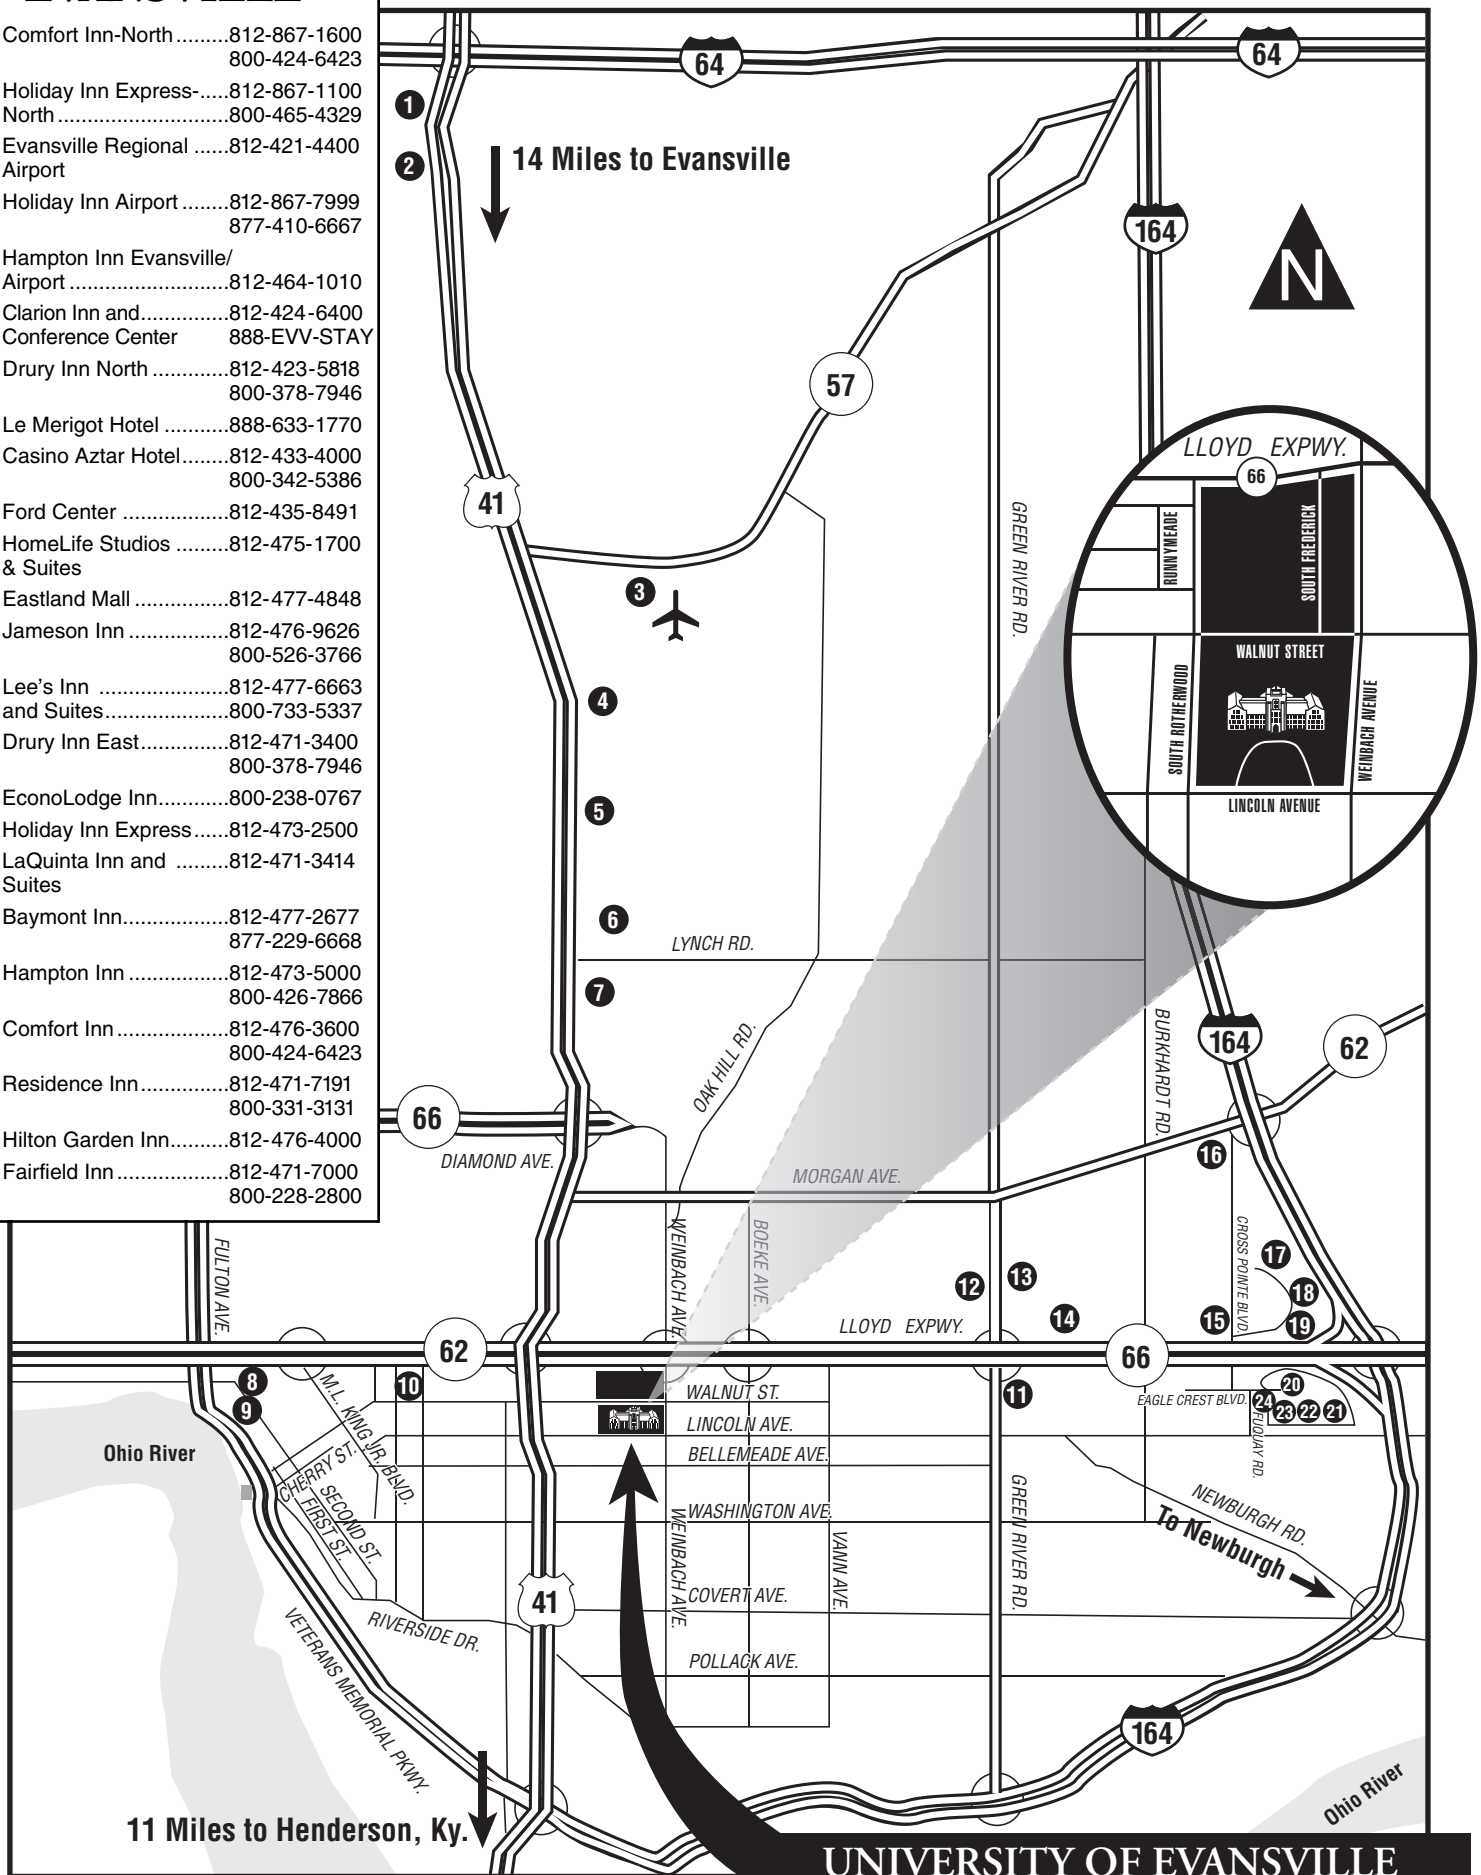 EVANSVILLE
Comfort Inn-North.........812-867-1600
800-424-6423
Holiday Inn Express-.....812-867-1100
North.............................800-465-4329
Evansville Regional ......812-421-4400
Airport
Holiday Inn Airport ........812-867-7999
877-410-6667
Hampton Inn Evansville/
Airport ...........................812-464-1010
Clarion Inn and...............812-424-6400
Conference Center 888-EVV-STAY
Drury Inn North .............812-423-5818
800-378-7946
Le Merigot Hotel ...........888-633-1770
Casino Aztar Hotel........812-433-4000
800-342-5386
Ford Center ..................812-435-8491
HomeLife Studios .........812-475-1700
& Suites
Eastland Mall ................812-477-4848
Jameson Inn .................812-476-9626
800-526-3766
Lee's Inn ......................812-477-6663
and Suites.....................800-733-5337
Drury Inn East...............812-471-3400
800-378-7946
EconoLodge Inn............800-238-0767
Holiday Inn Express......812-473-2500
LaQuinta Inn and .........812-471-3414
Suites
Baymont Inn..................812-477-2677
877-229-6668
Hampton Inn .................812-473-5000
800-426-7866
Comfort Inn...................812-476-3600
800-424-6423
Residence Inn...............812-471-7191
800-331-3131
Hilton Garden Inn..........812-476-4000
Fairfield Inn...................812-471-7000
800-228-2800
64
64
1
2
14 Miles to Evansville
164
N
57
41
GREEN RIVER RD.
LLOYD EXPWY.
66
RUNNYMEADE
SOUTH FREDERICK
WALNUT STREET
SOUTH ROTHERWOOD
WEINBACH AVENUE
LINCOLN AVENUE
3
4
5
6
LYNCH RD.
7
OAK HILL RD.
BURKHARDT RD.
164
62
66
DIAMOND AVE.
MORGAN AVE.
16
FULTON AVE.
WEINBACH AVE.
BOEKE AVE.
CROSS POINTE BLVD.
17
12
13
18
14
15
19
LLOYD EXPWY.
62
66
8
9
10
M.L. KING JR. BLVD.
WALNUT ST.
11
EAGLE CREST BLVD.
20
24
23
22
21
LINCOLN AVE.
FUQUAY RD.
Ohio River
BELLEMEADE AVE.
CHERRY ST.
SECOND ST.
FIRST ST.
WASHINGTON AVE.
WEINBACH AVE.
VANN AVE.
GREEN RIVER RD.
NEWBURGH RD.
To Newburgh
41
COVERT AVE.
RIVERSIDE DR.
VETERANS MEMORIAL PKWY.
POLLACK AVE.
164
Ohio River
11 Miles to Henderson, Ky.
UNIVERSITY OF EVANSVILLE